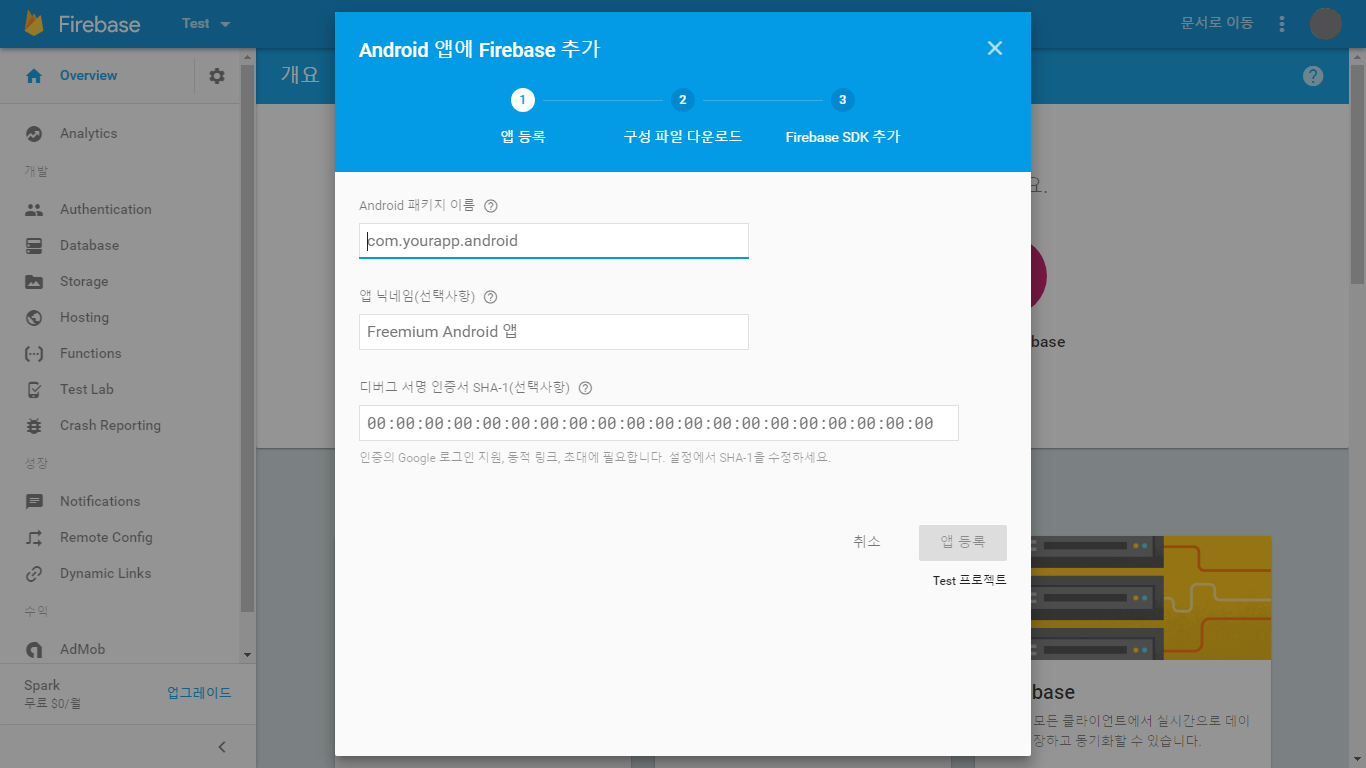 Firebase
Test
문서로 이동
Overview
개요
Analytics
개발
Authentication
Database
Storage
Hosting
Functions
Test Lab
Crash Reporting
성장
Notifications
Remote Config
Dynamic Links
수익
AdMob
Spark
무료 $0/월
업그레이드
Android 앱에 Firebase 추가
1
2
3
앱 등록
구성 파일 다운로드
Firebase SDK 추가
Android 패키지 이름
com.yourapp.android
앱 닉네임(선택사항)
Freemium Android 앱
디버그 서명 인증서 SHA-1(선택사항)
00:00:00:00:00:00:00:00:00:00:00:00:00:00:00:00:00:00:00:00
인증의 Google 로그인 지원, 동적 링크, 초대에 필요합니다. 설정에서 SHA-1을 수정하세요.
취소
앱 등록
Test 프로젝트
요.
base
base
모든 클라이언트에서 실시간으로 데이
장하고 동기화할 수 있습니다.